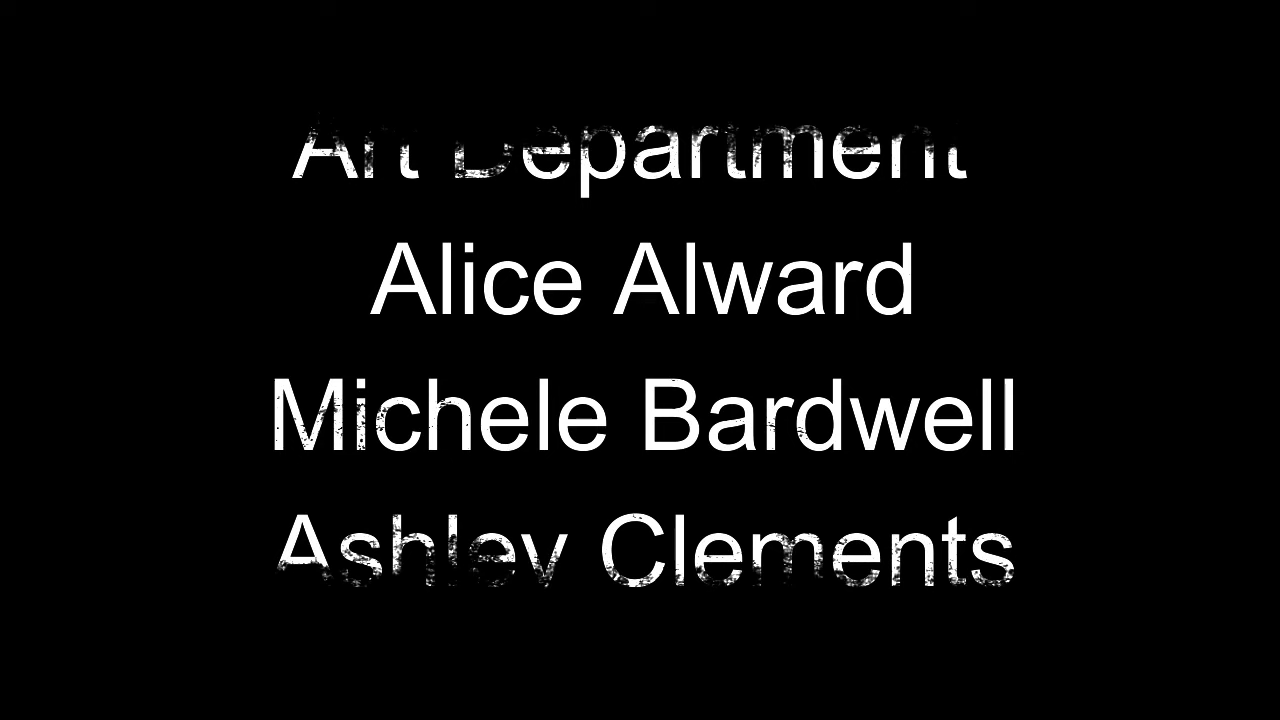 Art Department
Alice Alward
Michele Bardwell
Ashley Clements